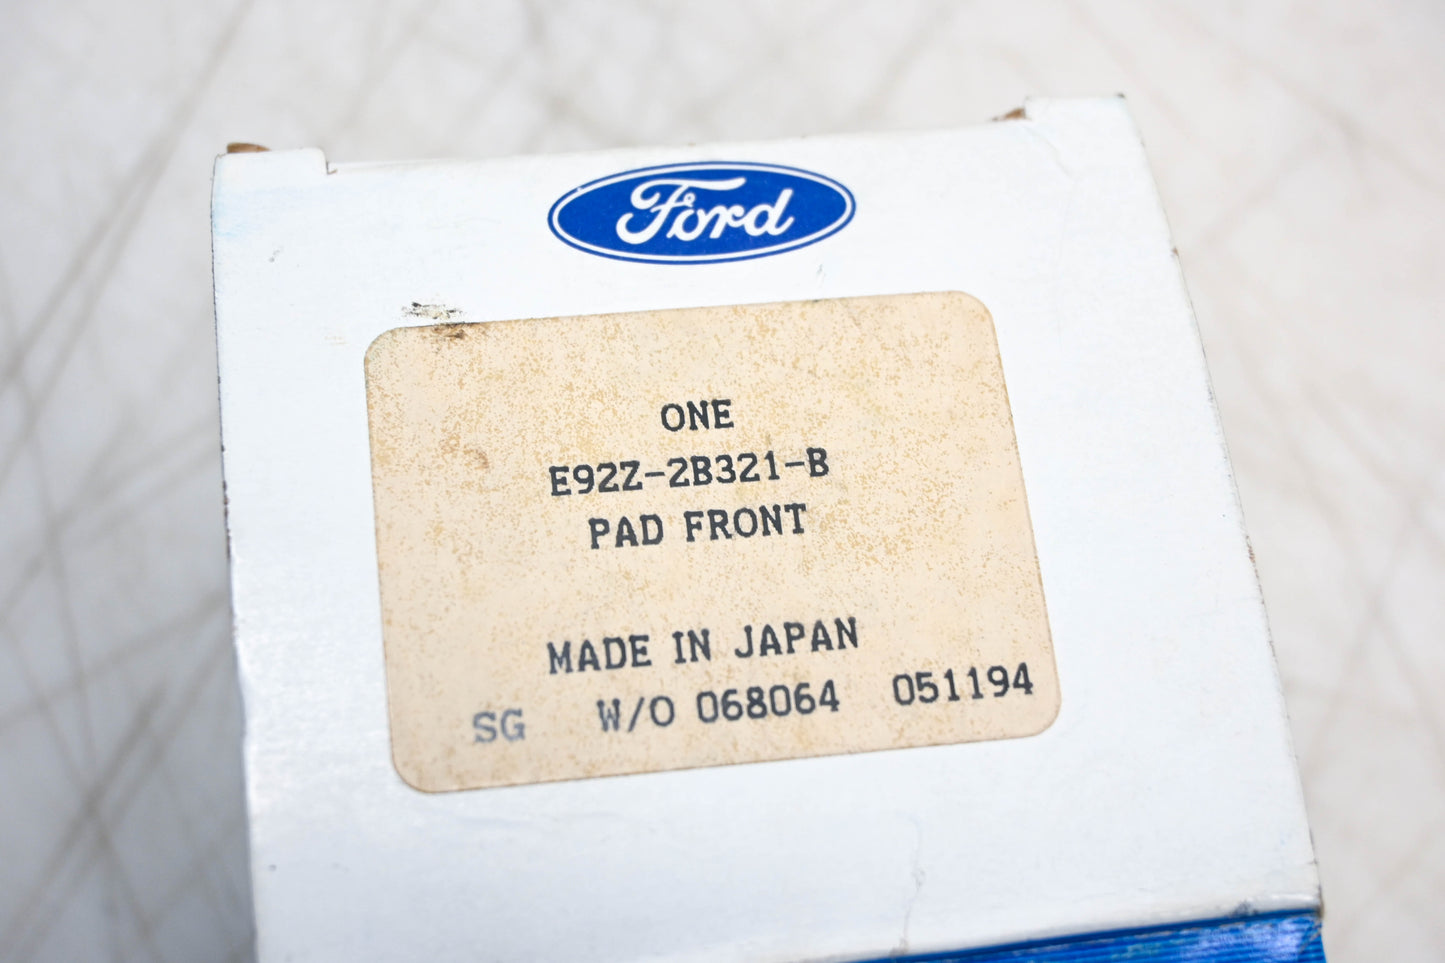 Ford
ONE
E92Z-2B321-B
PAD FRONT
MADE IN JAPAN
SG W/O 068064 051194